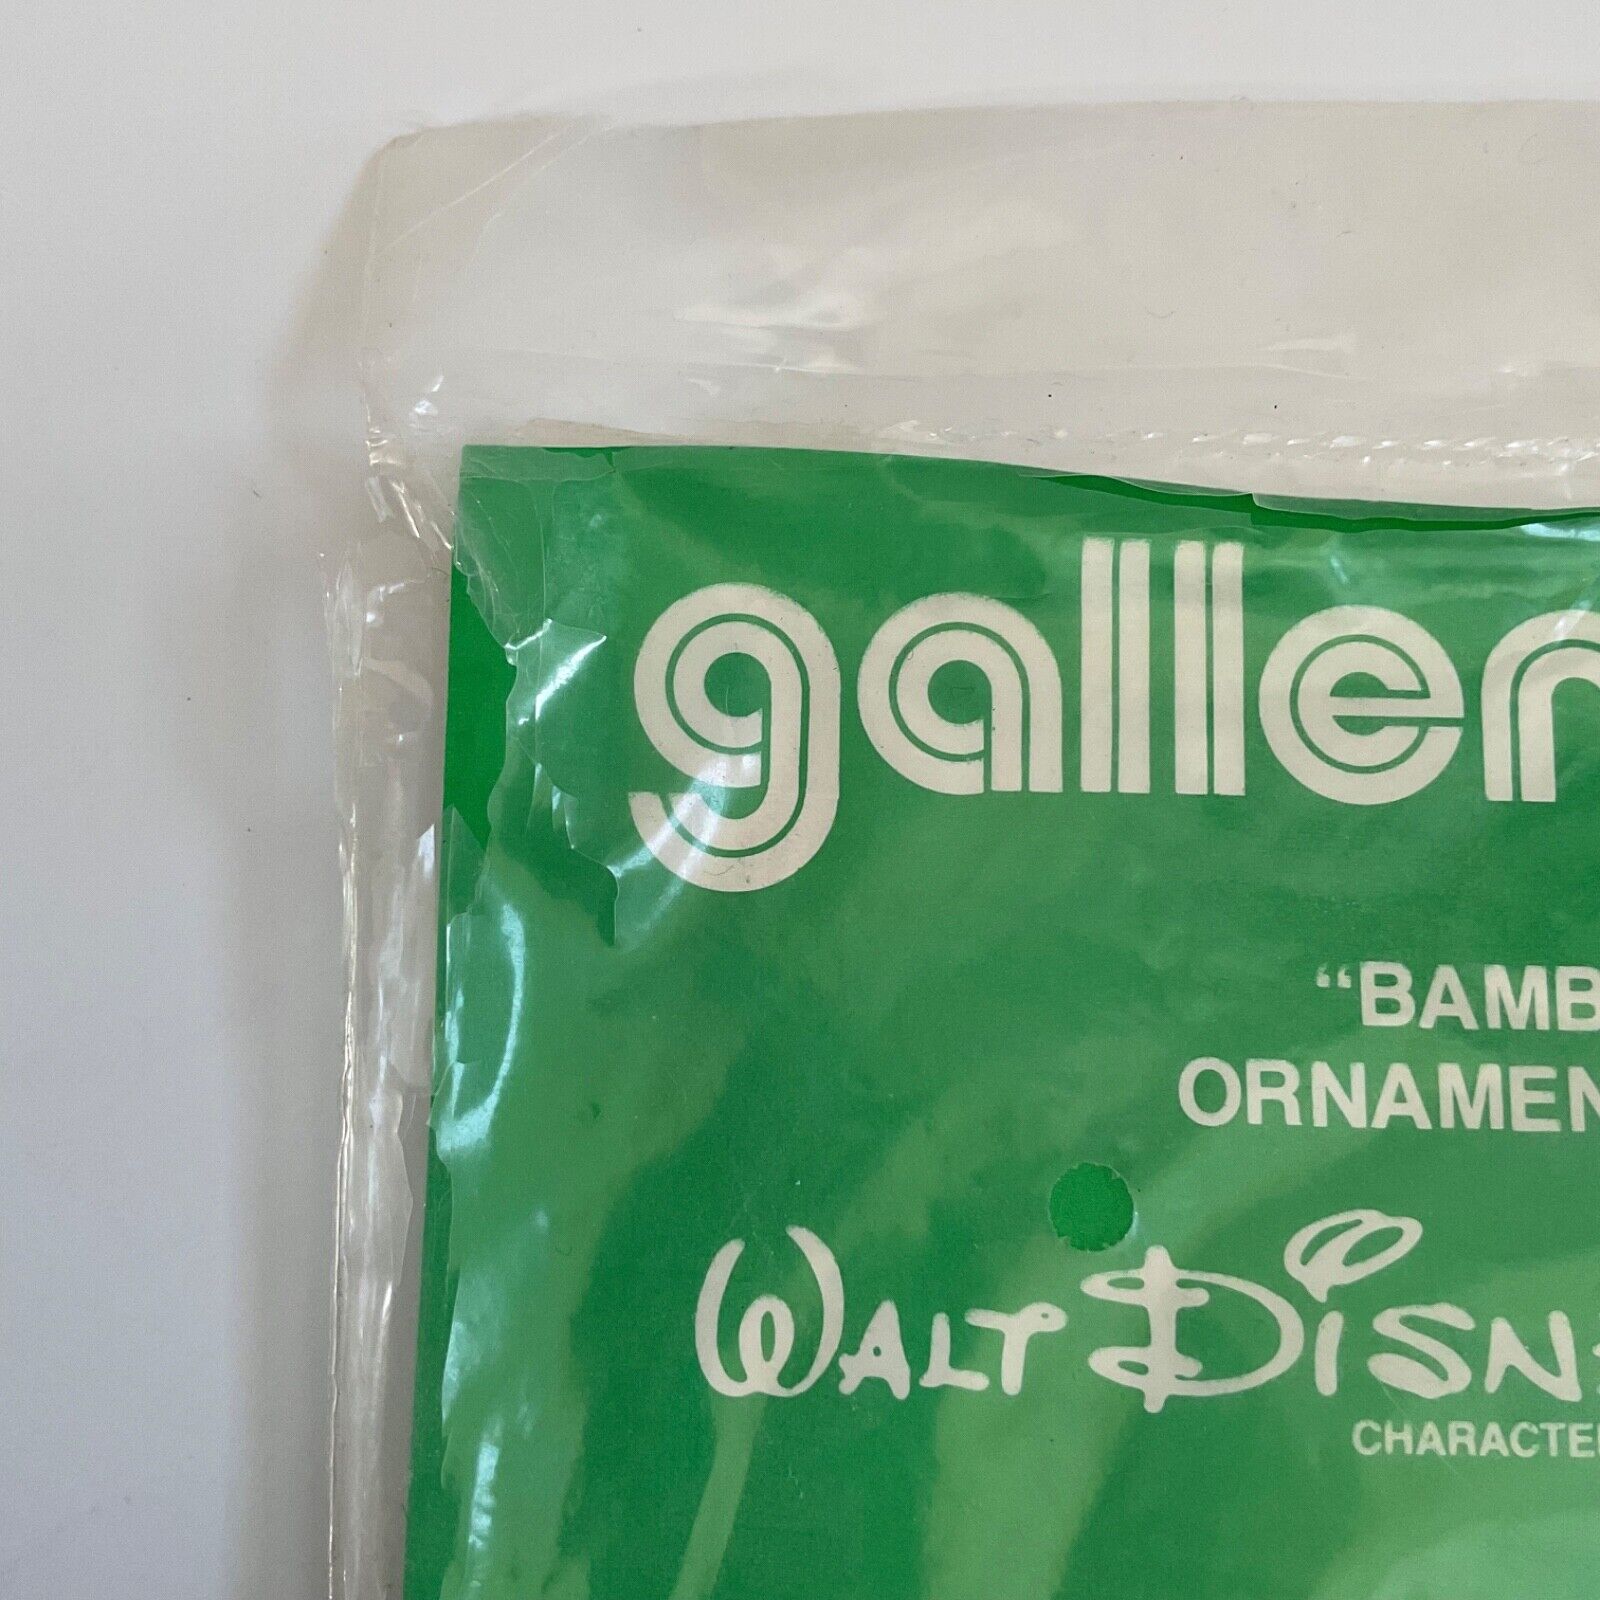 galler
“BAMB
ORNAMEN
WALT DISN
CHARACTE